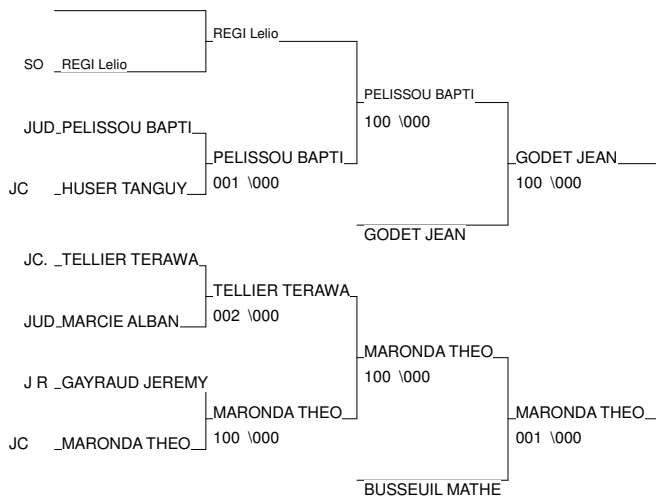 REGI Lelio
SO REGI Lelio
PELISSOU BAPTI
100 \000
JUD PELISSOU BAPTI
PELISSOU BAPTI
001 \000
GODET JEAN
100 \000
JC HUSER TANGUY
GODET JEAN
JC. TELLIER TERAWA
TELLIER TERAWA
002 \000
JUD MARCIE ALBAN
MARONDA THEO
100 \000
J R GAYRAUD JEREMY
MARONDA THEO
100 \000
MARONDA THEO
001 \000
JC MARONDA THEO
BUSSEUIL MATHE